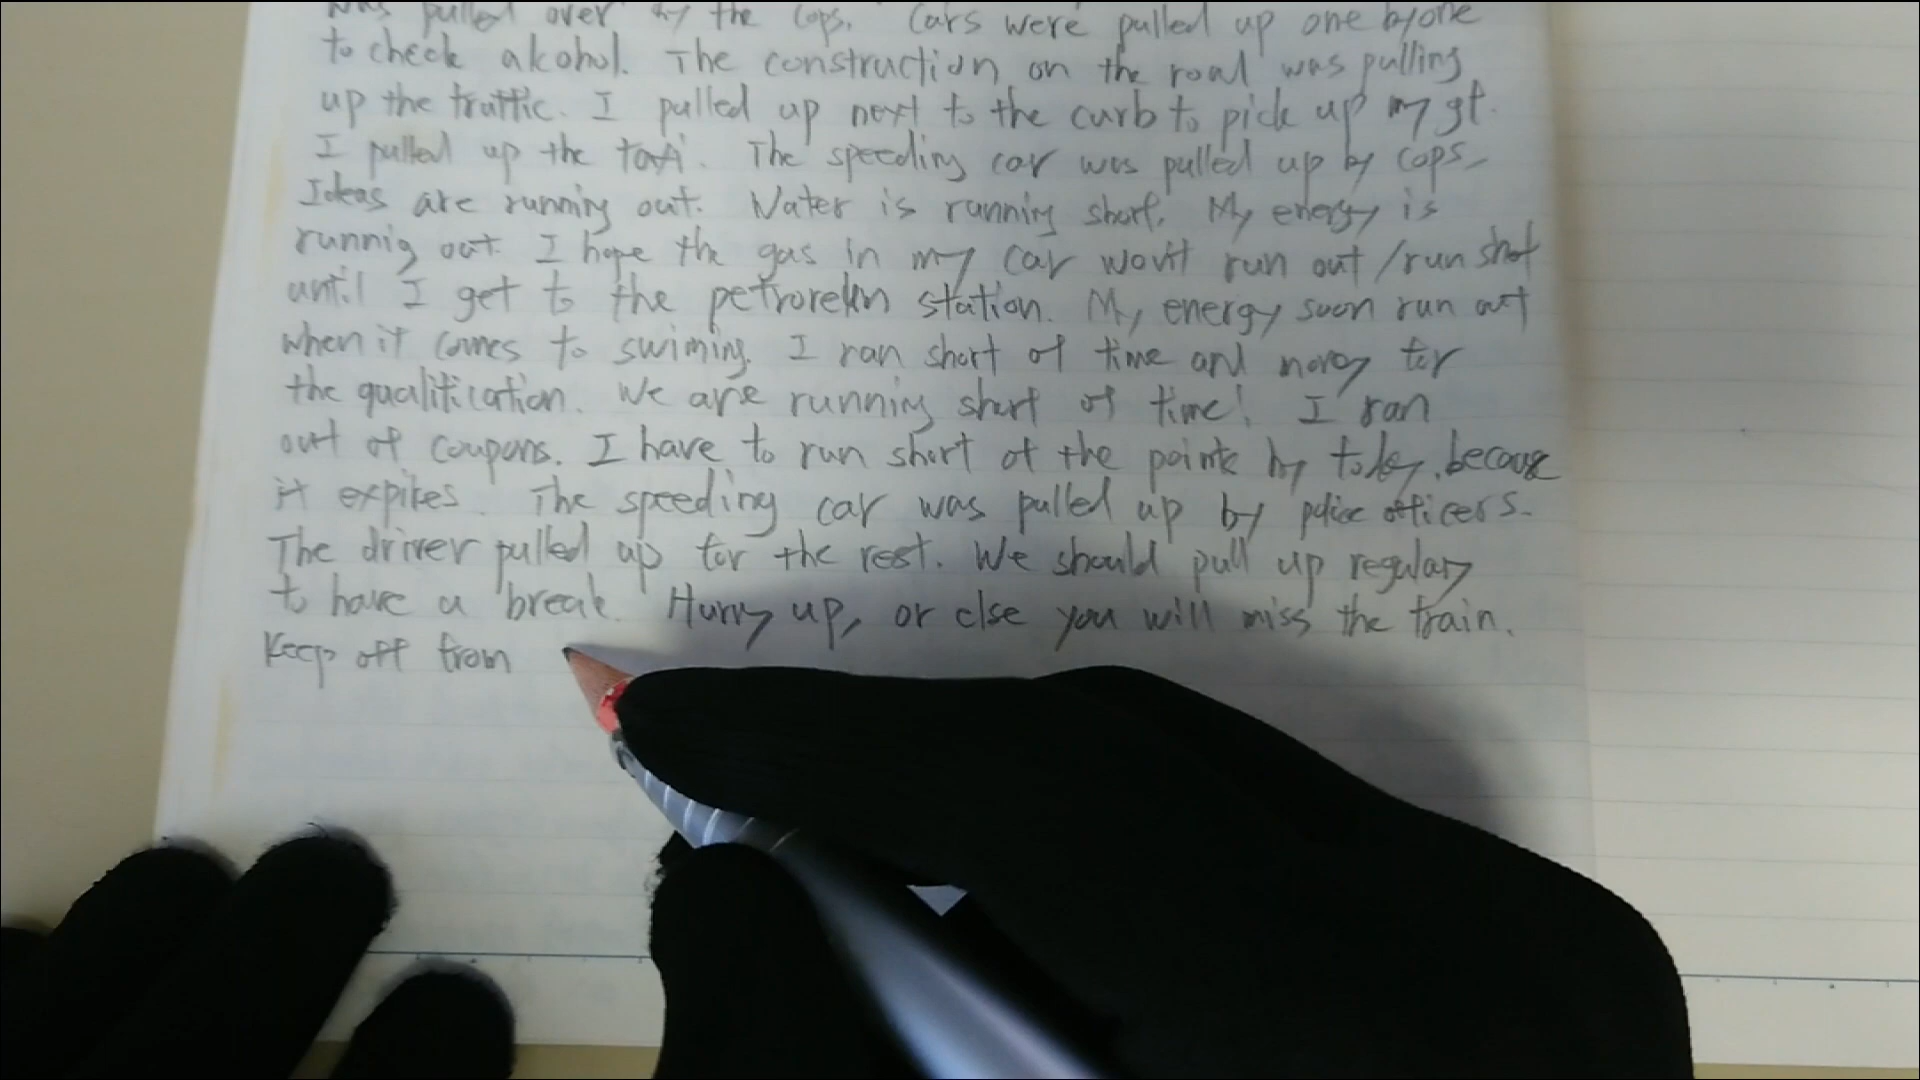 was pulled over by the cops. Cars were pulled up one by one
to check alcohol. The construction on the road was pulling
up the traffic. I pulled up next to the curb to pick up my gf.
I pulled up the taxi. The speeding car was pulled up by cops.
Ideas are running out. Water is running short. My energy is
runnig out. I hope the gas in my car won't run out / run short
until I get to the station. My energy soon run out
when it comes to swiming. I ran short of time and money for
the qualification. We are running short of time! I ran
out of coupons. I have to run short of the points by today, because
it expires. The speeding car was pulled up by police officers.
The driver pulled up for the rest. We should pull up regulary
to have a break. Hurry up, or else you will miss the train.
Keep off from